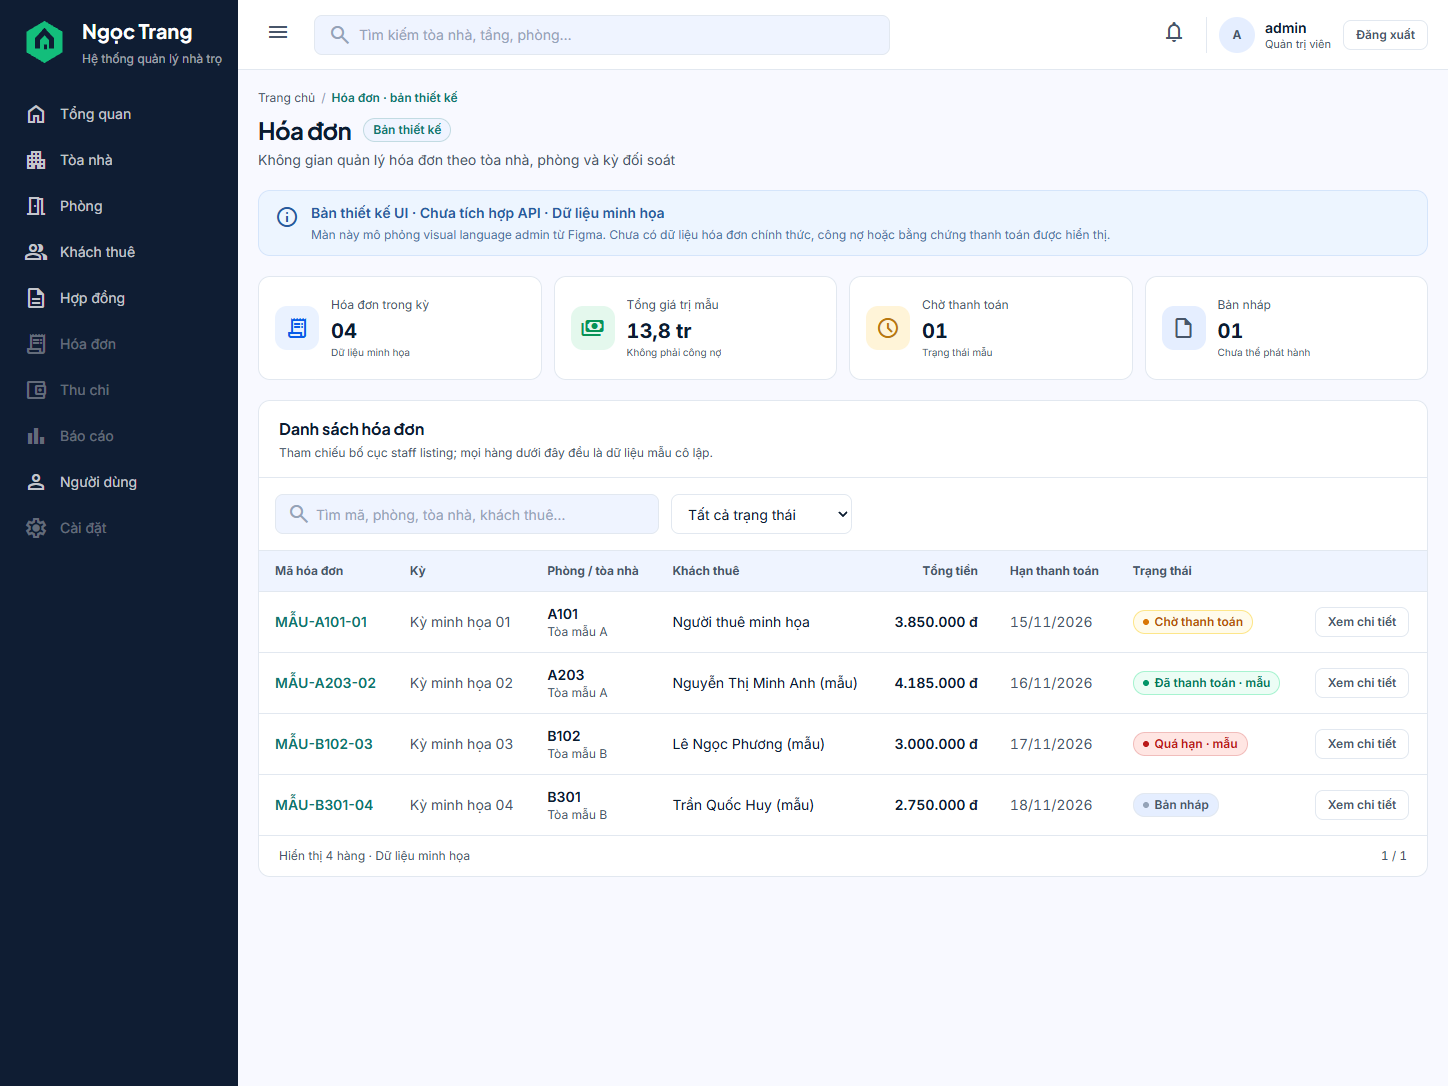 Ngọc Trang
Hệ thống quản lý nhà trọ
Tổng quan
Tòa nhà
Phòng
Khách thuê
Hợp đồng
Hóa đơn
Thu chi
Báo cáo
Người dùng
Cài đặt
Tìm kiếm tòa nhà, tầng, phòng...
A
admin
Quản trị viên
Đăng xuất
Trang chủ / Hóa đơn · bản thiết kế
Hóa đơn
Bản thiết kế
Không gian quản lý hóa đơn theo tòa nhà, phòng và kỳ đối soát
Bản thiết kế UI · Chưa tích hợp API · Dữ liệu minh họa
Màn này mô phỏng visual language admin từ Figma. Chưa có dữ liệu hóa đơn chính thức, công nợ hoặc bằng chứng thanh toán được hiển thị.
Hóa đơn trong kỳ
04
Dữ liệu minh họa
Tổng giá trị mẫu
13,8 tr
Không phải công nợ
Chờ thanh toán
01
Trạng thái mẫu
Bản nháp
01
Chưa thể phát hành
Danh sách hóa đơn
Tham chiếu bố cục staff listing; mọi hàng dưới đây đều là dữ liệu mẫu cô lập.
Tìm mã, phòng, tòa nhà, khách thuê...
Tất cả trạng thái
Mã hóa đơn Kỳ Phòng / tòa nhà Khách thuê Tổng tiền Hạn thanh toán Trạng thái
MẪU-A101-01 Kỳ minh họa 01 A101 Người thuê minh họa 3.850.000 đ 15/11/2026 Chờ thanh toán Xem chi tiết
Tòa mẫu A
MẪU-A203-02 Kỳ minh họa 02 A203 Nguyễn Thị Minh Anh (mẫu) 4.185.000 đ 16/11/2026 Đã thanh toán · mẫu Xem chi tiết
Tòa mẫu A
MẪU-B102-03 Kỳ minh họa 03 B102 Lê Ngọc Phương (mẫu) 3.000.000 đ 17/11/2026 Quá hạn · mẫu Xem chi tiết
Tòa mẫu B
MẪU-B301-04 Kỳ minh họa 04 B301 Trần Quốc Huy (mẫu) 2.750.000 đ 18/11/2026 Bản nháp Xem chi tiết
Tòa mẫu B
Hiển thị 4 hàng · Dữ liệu minh họa
1 / 1